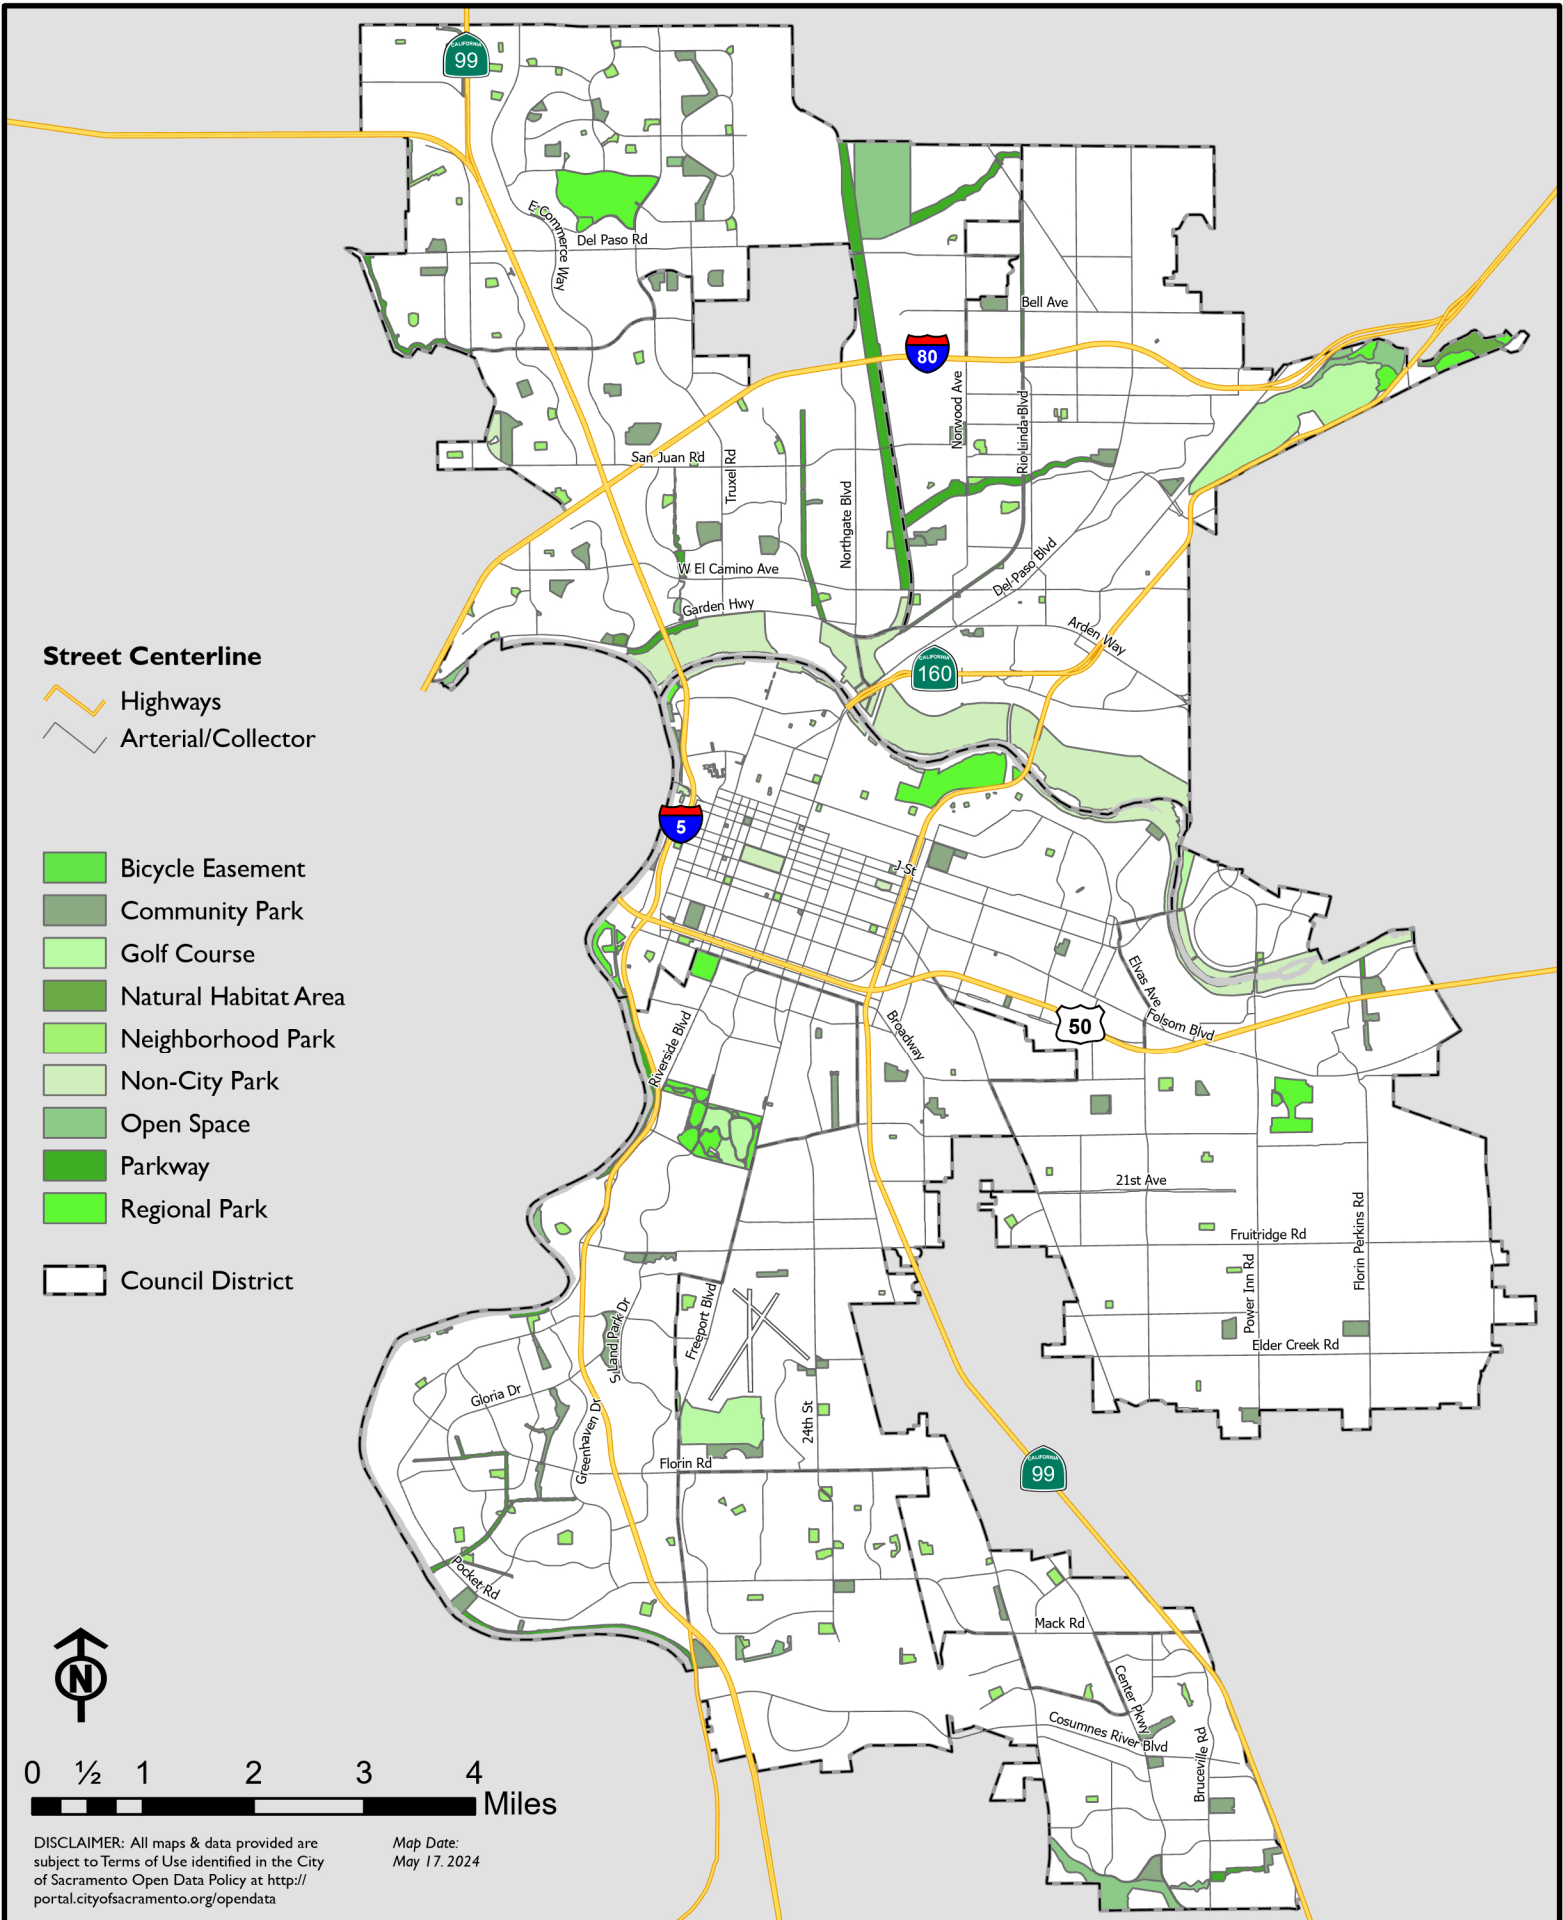 CALIFORNIA
99
E Commerce Way
Del Paso Rd
Bell Ave
80
Norwood Ave
Rio Linda Blvd
San Juan Rd
Truxel Rd
Northgate Blvd
W El Camino Ave
Del Paso Blvd
Garden Hwy
Arden Way
CALIFORNIA
160
Street Centerline
Highways
Arterial/Collector
5
J St
Bicycle Easement
Community Park
Golf Course
Natural Habitat Area
Neighborhood Park
Non-City Park
Open Space
Parkway
Regional Park
Council District
Elvas Ave
Folsom Blvd
50
Broadway
Riverside Blvd
21st Ave
Fruitridge Rd
Florin Perkins Rd
Power Inn Rd
Elder Creek Rd
Freeport Blvd
S Land Park Dr
Gloria Dr
Greenhaven Dr
24th St
Florin Rd
CALIFORNIA
99
Pocket Rd
Mack Rd
Center Pkwy
Cosumnes River Blvd
Bruceville Rd
N
0 ½ 1 2 3 4
Miles
DISCLAIMER: All maps & data provided are
subject to Terms of Use identified in the City
of Sacramento Open Data Policy at http://
portal.cityofsacramento.org/opendata
Map Date:
May 17. 2024